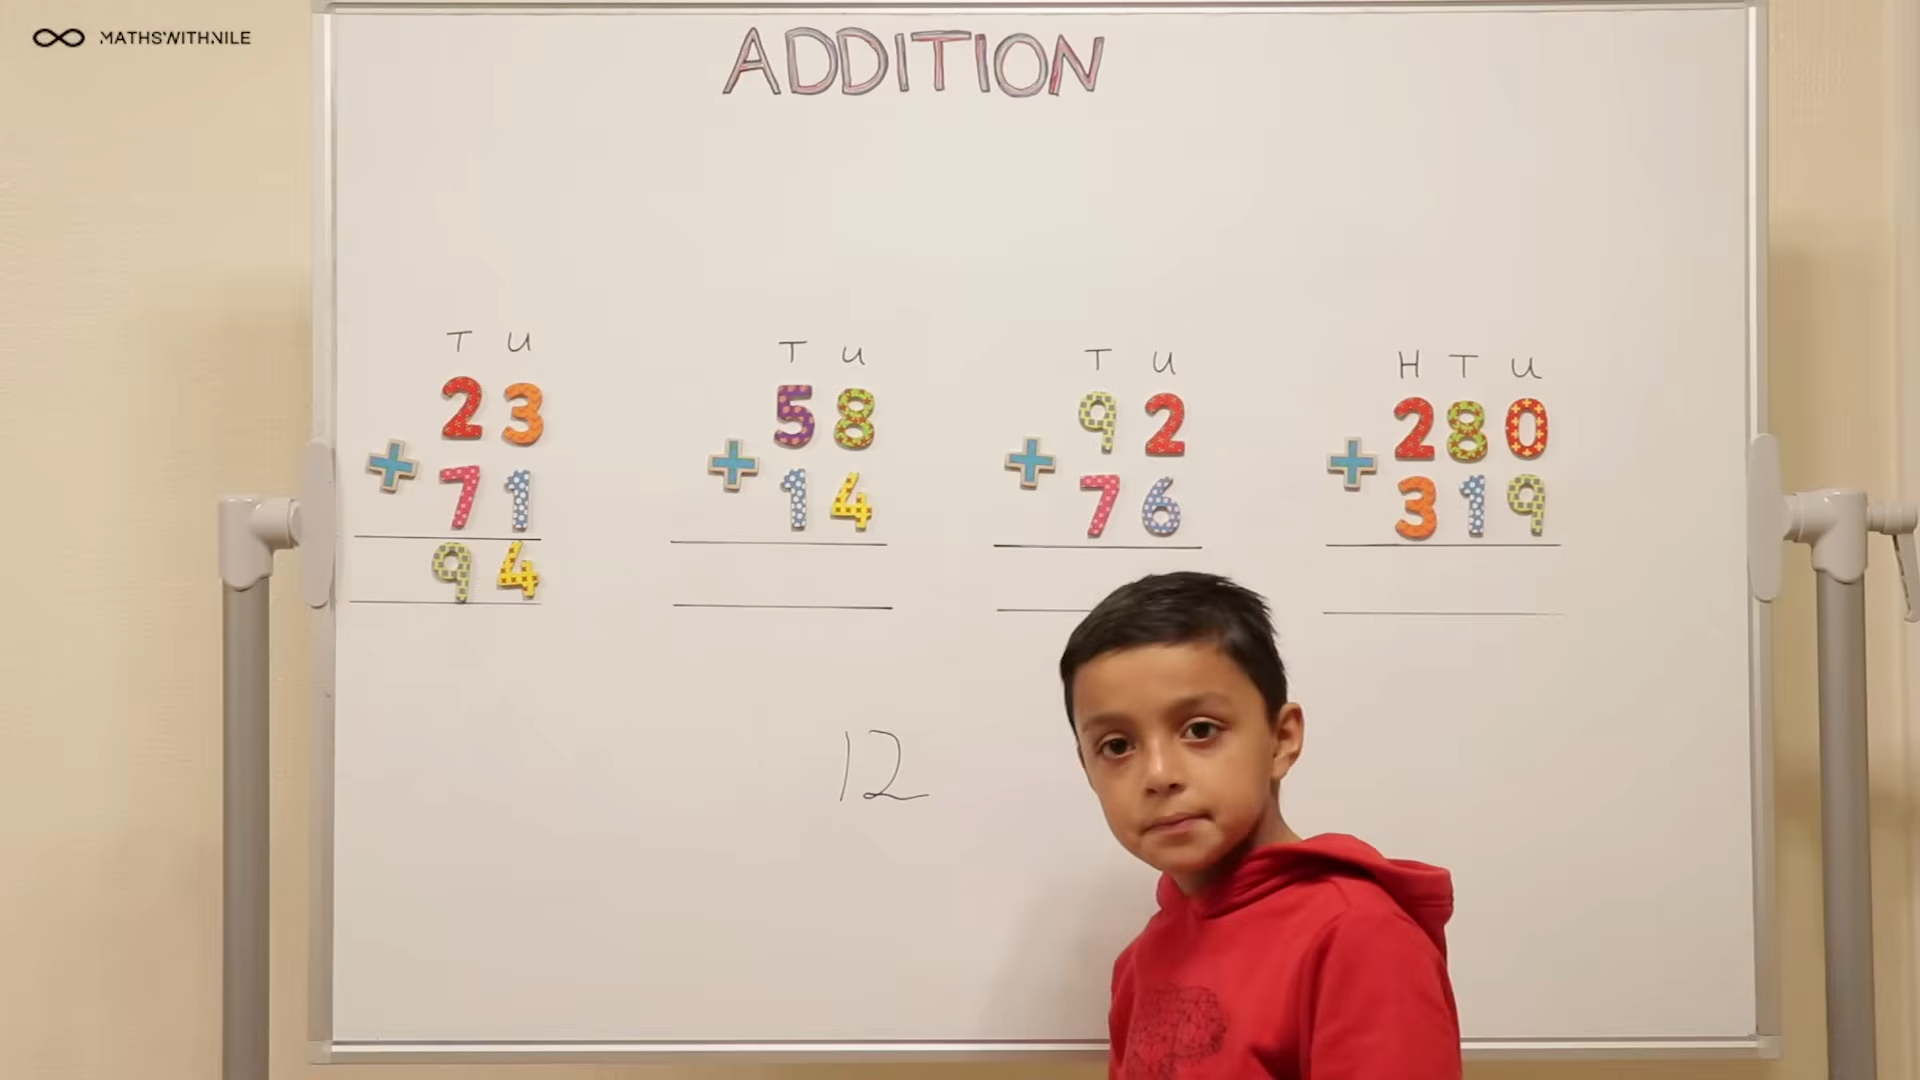 MATHSWITHNILE
ADDITION
T U
23
+
71
94
T U
58
+
14
T U
92
+
76
H T U
280
+
319
12